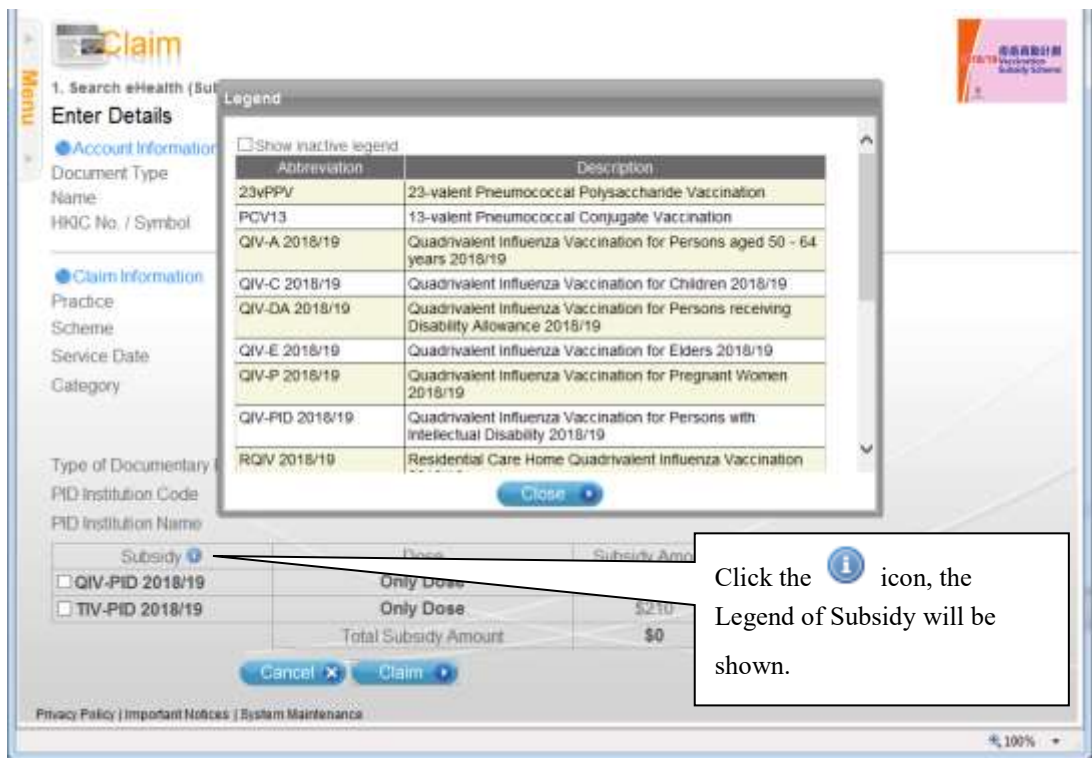 Claim
Menu
Vaccination
Subsidy Scheme
1. Search eHealth (Sub
Enter Details
Account Information
Document Type
Name
HKIC No. / Symbol
Claim Information
Practice
Scheme
Service Date
Category
Type of Documentary
PID Institution Code
PID Institution Name
Legend
Show inactive legend
Abbreviation Description
23vPPV 23-valent Pneumococcal Polysaccharide Vaccination
PCV13 13-valent Pneumococcal Conjugate Vaccination
QIV-A 2018/19 Quadrivalent Influenza Vaccination for Persons aged 50 - 64
years 2018/19
QIV-C 2018/19 Quadrivalent Influenza Vaccination for Children 2018/19
QIV-DA 2018/19 Quadrivalent Influenza Vaccination for Persons receiving
Disability Allowance 2018/19
QIV-E 2018/19 Quadrivalent Influenza Vaccination for Elders 2018/19
QIV-P 2018/19 Quadrivalent Influenza Vaccination for Pregnant Women
2018/19
QIV-PID 2018/19 Quadrivalent Influenza Vaccination for Persons with
Intellectual Disability 2018/19
RQIV 2018/19 Residential Care Home Quadrivalent Influenza Vaccination
Close
Subsidy Dose Subsidy Amo
QIV-PID 2018/19 Only Dose
TIV-PID 2018/19 Only Dose $210
Total Subsidy Amount $0
Cancel Claim
Click the icon, the
Legend of Subsidy will be
shown.
Privacy Policy | Important Notices | System Maintenance
100%